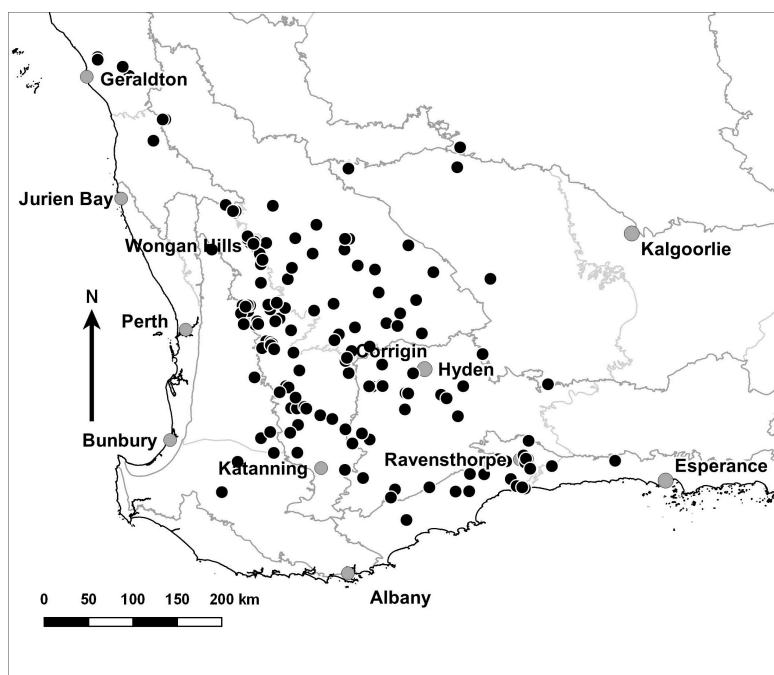 Geraldton
Jurien Bay
Wongan Hills
Kalgoorlie
N
Perth
Corrigin
Hyden
Bunbury
Katanning
Ravensthorpe
Esperance
Albany
0 50 100 150 200 km